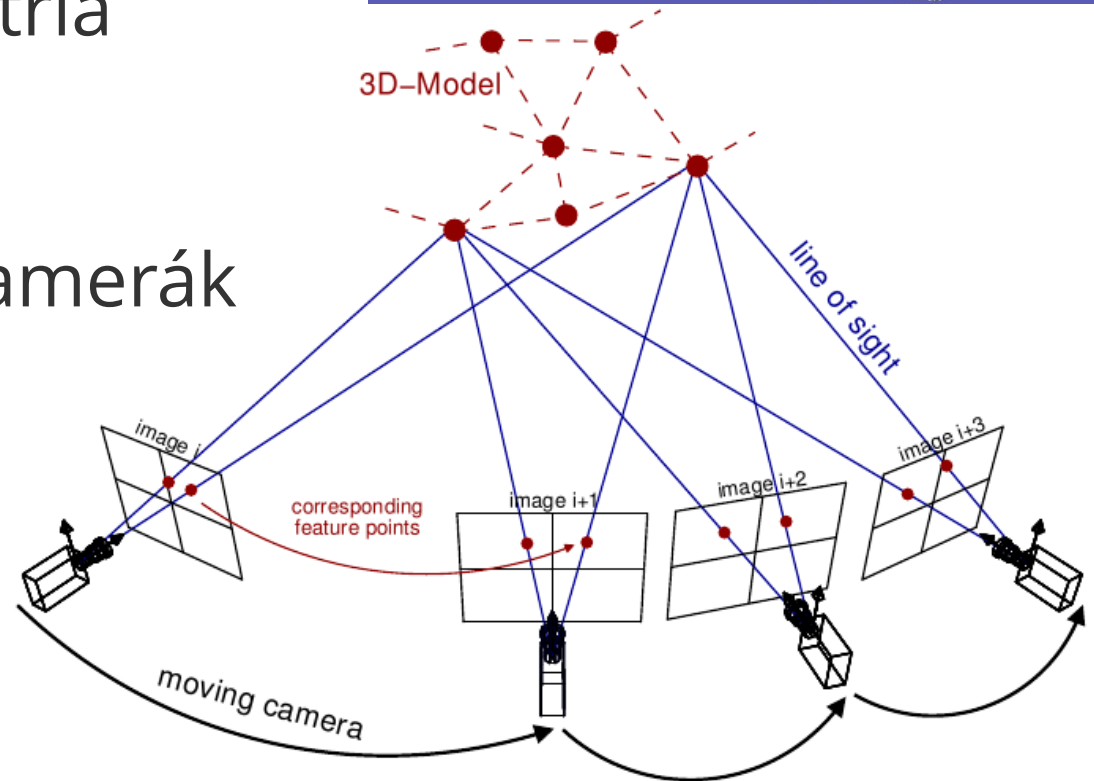 tria
3D–Model
amerák
line of sight
image i
image i+3
image i+2
image i+1
corresponding
feature points
moving camera